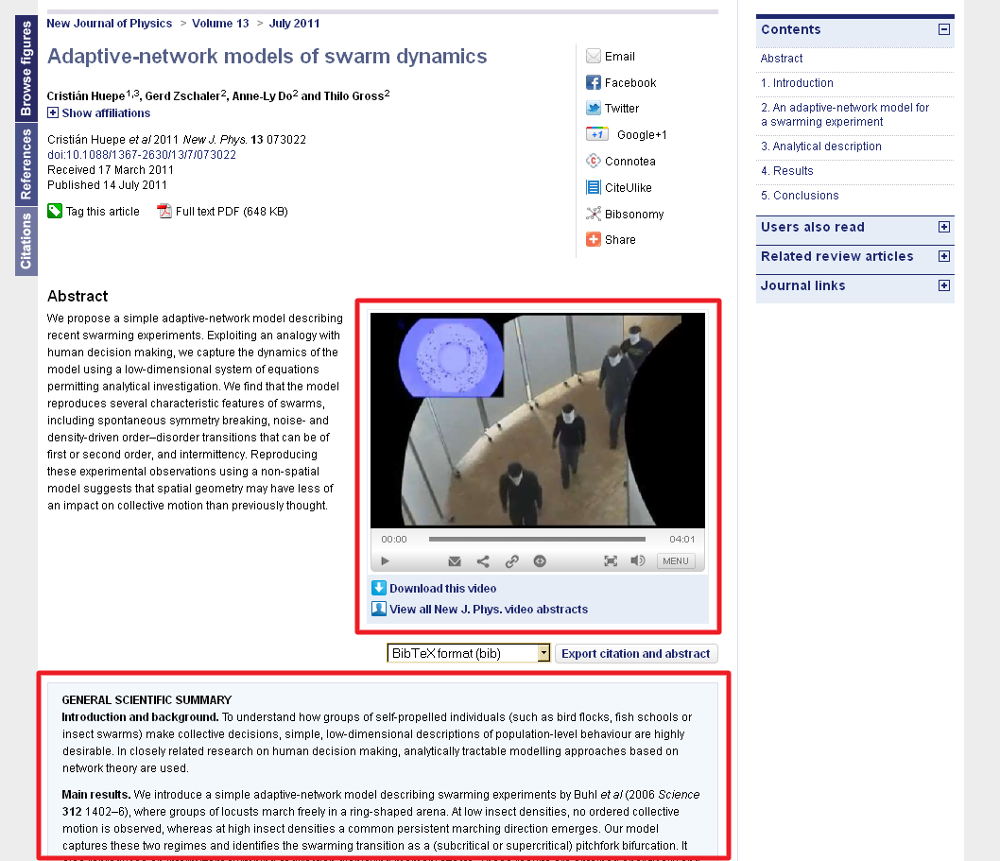 New Journal of Physics > Volume 13 > July 2011
Adaptive-network models of swarm dynamics
Cristián Huepe1,3, Gerd Zschaler2, Anne-Ly Do2 and Thilo Gross2
Show affiliations
Cristián Huepe et al 2011 New J. Phys. 13 073022
doi:10.1088/1367-2630/13/7/073022
Received 17 March 2011
Published 14 July 2011
Tag this article
Full text PDF (648 KB)
Browse figures
References
Citations
Email
Facebook
Twitter
+1 Google+1
Connotea
CiteUlike
Bibsonomy
Share
Abstract
We propose a simple adaptive-network model describing
recent swarming experiments. Exploiting an analogy with
human decision making, we capture the dynamics of the
model using a low-dimensional system of equations
permitting analytical investigation. We find that the model
reproduces several characteristic features of swarms,
including spontaneous symmetry breaking, noise- and
density-driven order–disorder transitions that can be of
first or second order, and intermittency. Reproducing
these experimental observations using a non-spatial
model suggests that spatial geometry may have less of
an impact on collective motion than previously thought.
00:00
04:01
MENU
Download this video
View all New J. Phys. video abstracts
BibTeX format (bib)
Export citation and abstract
GENERAL SCIENTIFIC SUMMARY
Introduction and background. To understand how groups of self-propelled individuals (such as bird flocks, fish schools or
insect swarms) make collective decisions, simple, low-dimensional descriptions of population-level behaviour are highly
desirable. In closely related research on human decision making, analytically tractable modelling approaches based on
network theory are used.
Main results. We introduce a simple adaptive-network model describing swarming experiments by Buhl et al (2006 Science
312 1402–6), where groups of locusts march freely in a ring-shaped arena. At low insect densities, no ordered collective
motion is observed, whereas at high insect densities a common persistent marching direction emerges. Our model
captures these two regimes and identifies the swarming transition as a (subcritical or supercritical) pitchfork bifurcation. It
Contents
Abstract
1. Introduction
2. An adaptive-network model for
a swarming experiment
3. Analytical description
4. Results
5. Conclusions
Users also read
Related review articles
Journal links